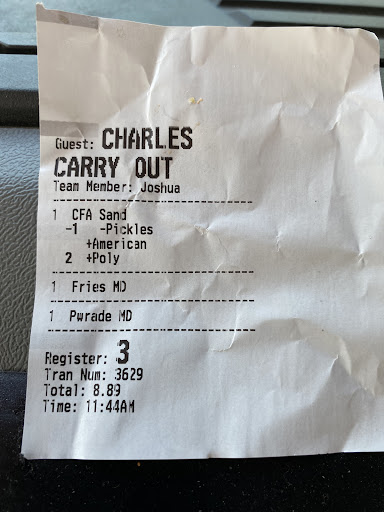 Guest: CHARLES
CARRY OUT
Team Member: Joshua
1 CFA Sand
-1 -Pickles
+American
2 +Poly
1 Fries MD
1 Pwrade MD
Register: 3
Tran Num: 3629
Total: 8.89
Time: 11:44AM